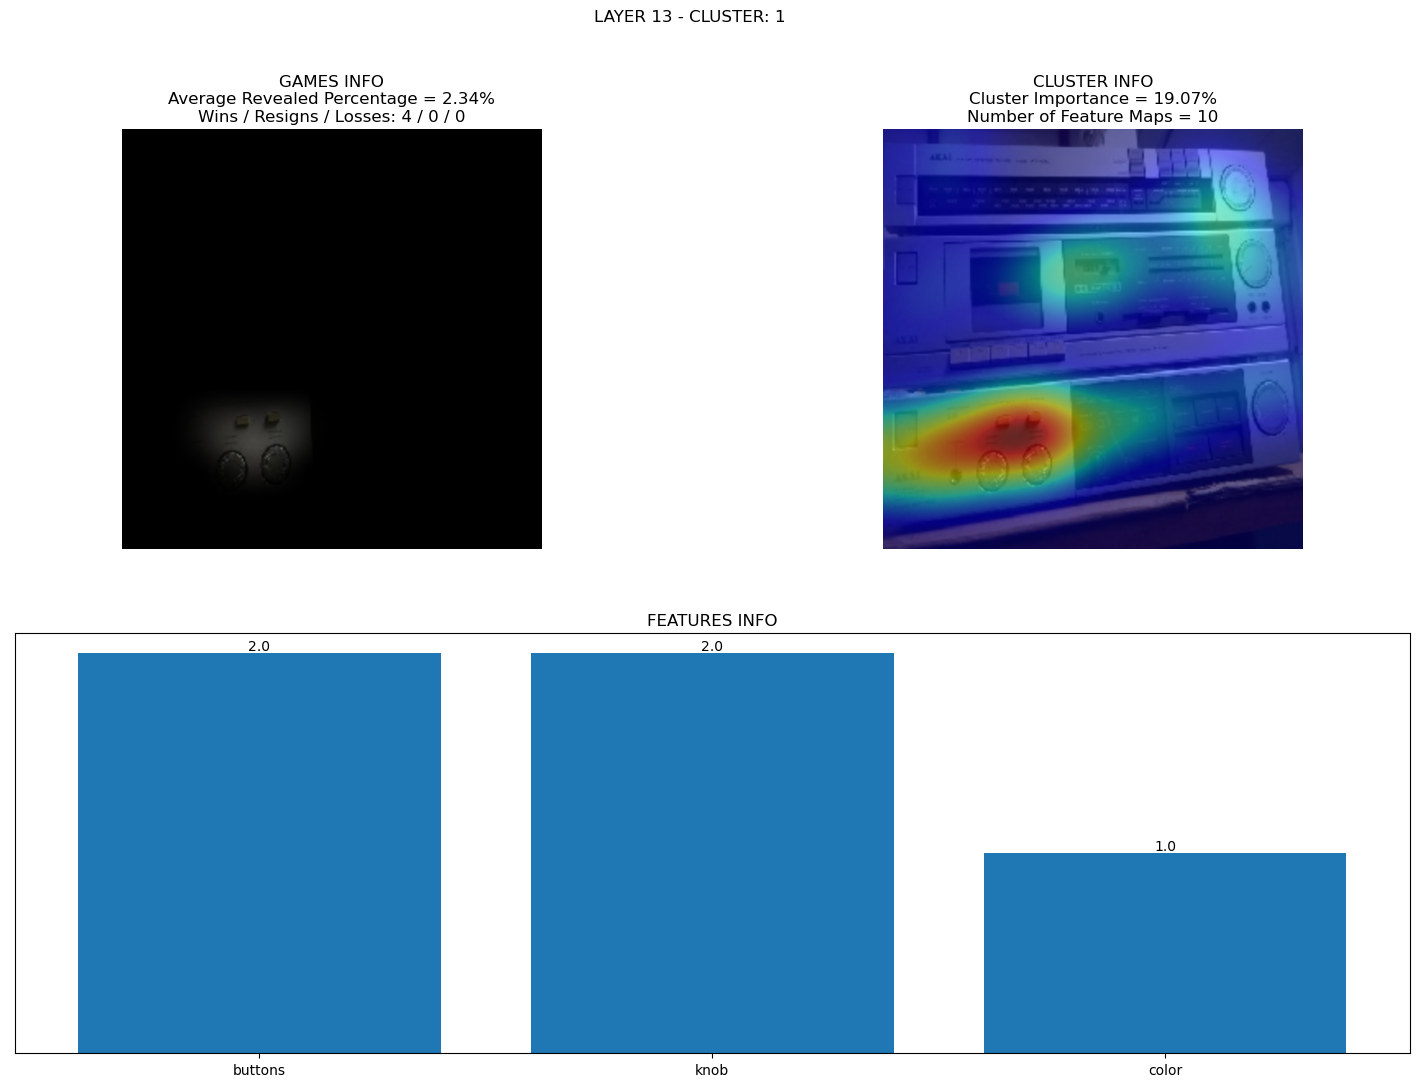 LAYER 13 - CLUSTER: 1
GAMES INFO
Average Revealed Percentage = 2.34%
Wins / Resigns / Losses: 4 / 0 / 0
CLUSTER INFO
Cluster Importance = 19.07%
Number of Feature Maps = 10
AKAI
AKAI
AKAI
FEATURES INFO
2.0
2.0
1.0
buttons
knob
color